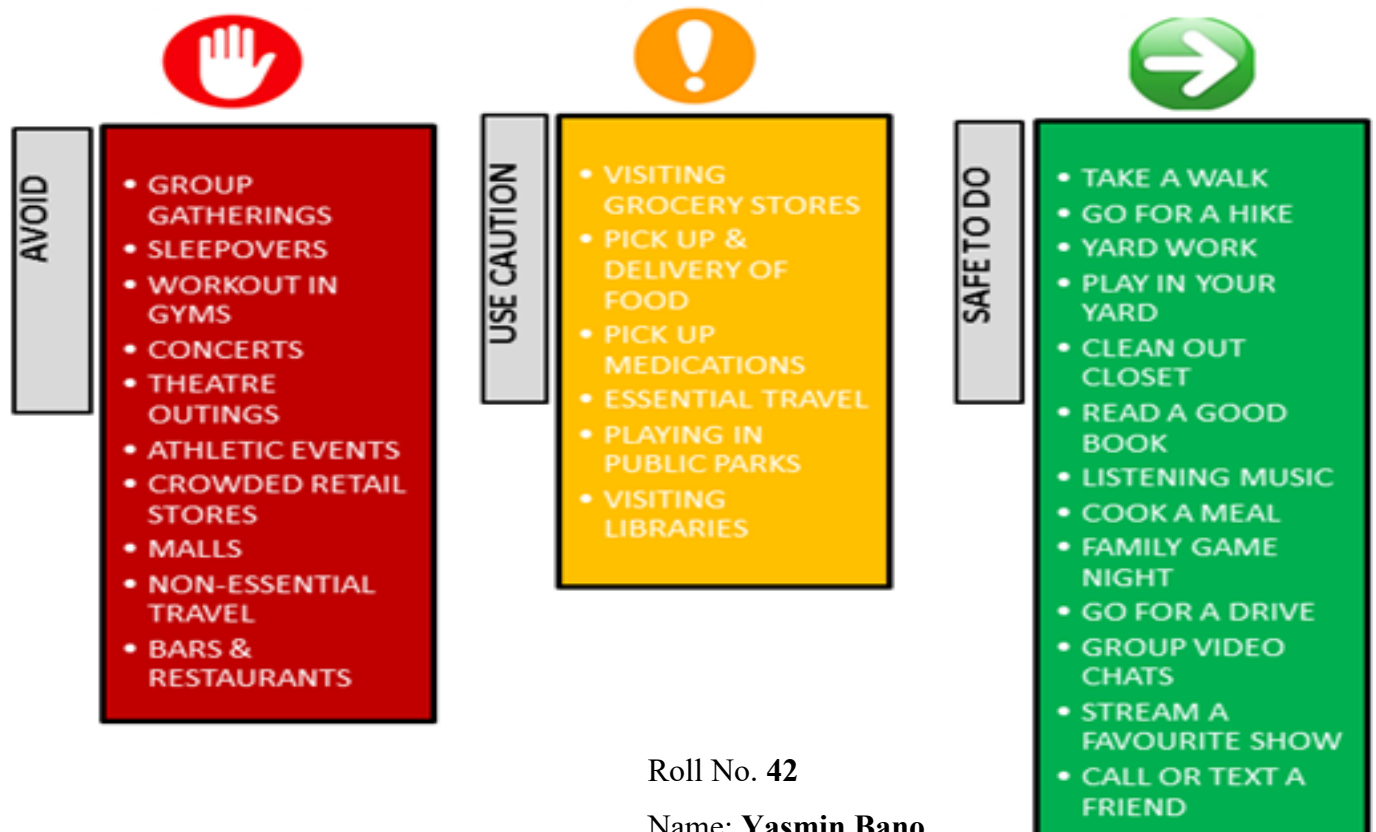 AVOID
• GROUP
GATHERINGS
• SLEEPOVERS
• WORKOUT IN
GYMS
• CONCERTS
• THEATRE
OUTINGS
• ATHLETIC EVENTS
• CROWDED RETAIL
STORES
• MALLS
• NON-ESSENTIAL
TRAVEL
• BARS &
RESTAURANTS
USE CAUTION
• VISITING
GROCERY STORES
• PICK UP &
DELIVERY OF
FOOD
• PICK UP
MEDICATIONS
• ESSENTIAL TRAVEL
• PLAYING IN
PUBLIC PARKS
• VISITING
LIBRARIES
SAFE TO DO
• TAKE A WALK
• GO FOR A HIKE
• YARD WORK
• PLAY IN YOUR
YARD
• CLEAN OUT
CLOSET
• READ A GOOD
BOOK
• LISTENING MUSIC
• COOK A MEAL
• FAMILY GAME
NIGHT
• GO FOR A DRIVE
• GROUP VIDEO
CHATS
• STREAM A
FAVOURITE SHOW
• CALL OR TEXT A
FRIEND
Roll No. 42
Name: Yasmin Bano